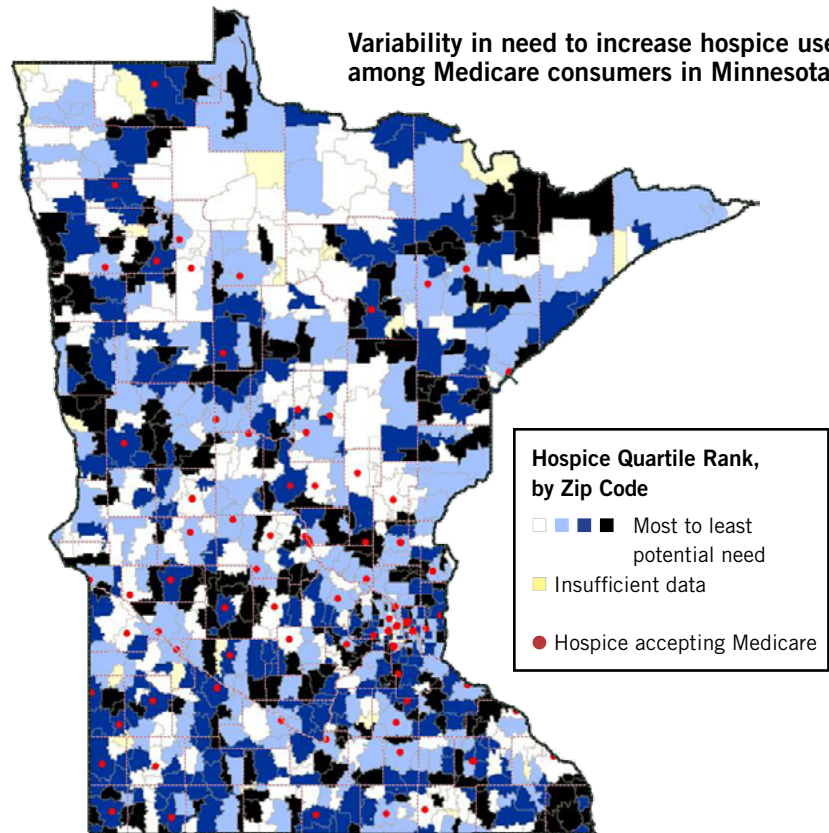 Variability in need to increase hospice use
among Medicare consumers in Minnesota
Hospice Quartile Rank,
by Zip Code
Most to least
potential need
Insufficient data
Hospice accepting Medicare